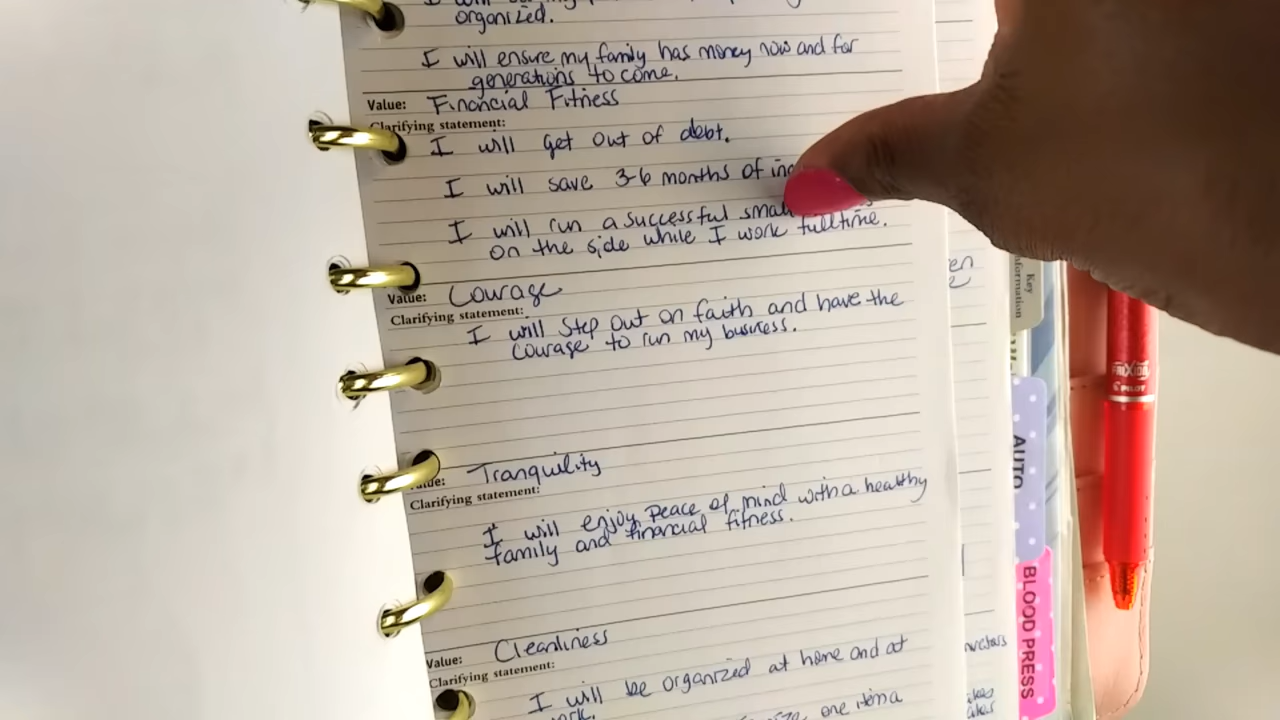 organized.
I will ensure my family has money now and for
generations to come.
Value: Financial Fitness
Clarifying statement:
I will get out of debt.
I will save 3-6 months of
I will run a successful small
on the side while I work fulltime.
Value: Courage
Clarifying statement:
I will step out on faith and have the
courage to run my business.
Tranquility
Clarifying statement:
I will enjoy peace of mind with a healthy
family and financial fitness.
Value: Cleanliness
Clarifying statement:
I will be organized at home and at
work.
one item a
Key
Information
AUTO
BLOOD PRESS
FRIXION
PILOT